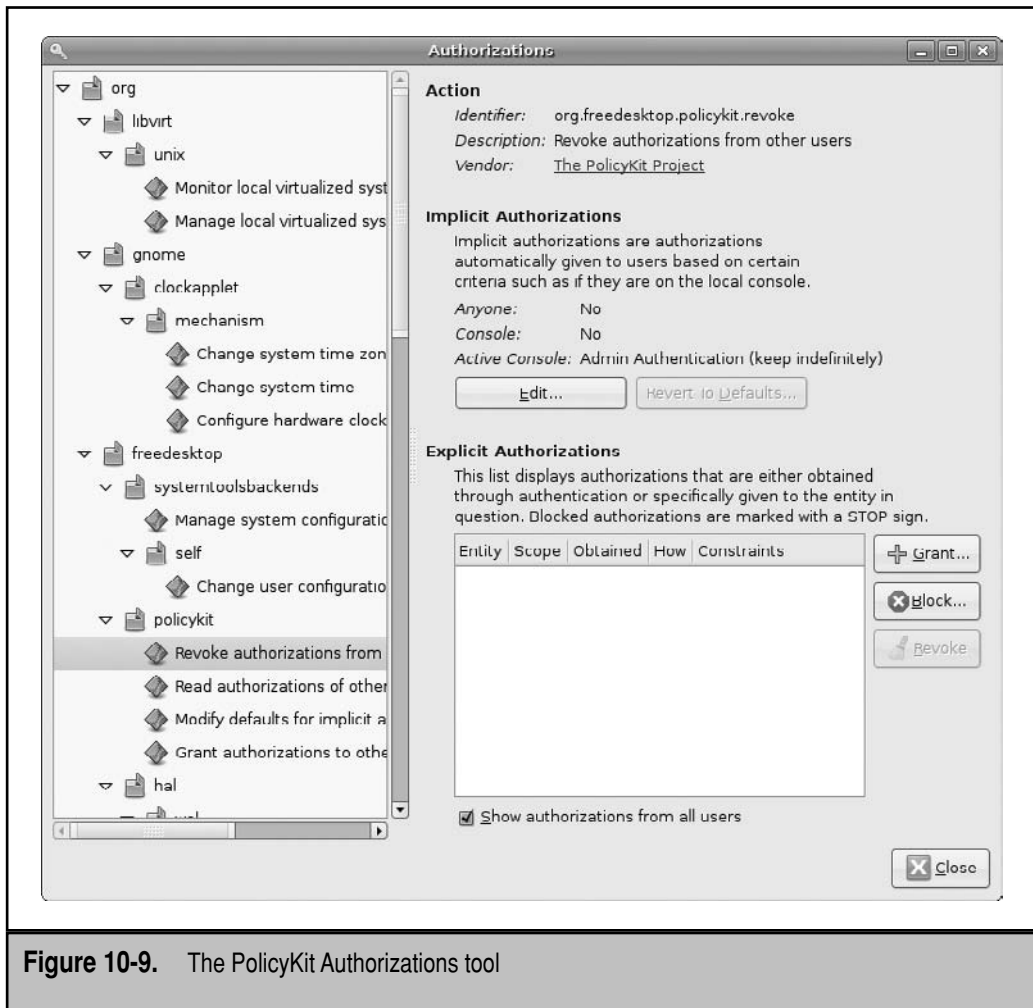 Authorizations
org
libvirt
unix
Monitor local virtualized syst
Manage local virtualized sys
gnome
clockapplet
mechanism
Change system time zon
Change system time
Configure hardware clock
freedesktop
systemtoolsbackends
Manage system configuratic
self
Change user configuratio
policykit
Revoke authorizations from
Read authorizations of other
Modify defaults for implicit a
Grant authorizations to othe
hal
Action
Identifier: org.freedesktop.policykit.revoke
Description: Revoke authorizations from other users
Vendor: The PolicyKit Project
Implicit Authorizations
Implicit authorizations are authorizations
automatically given to users based on certain
criteria such as if they are on the local console.
Anyone: No
Console: No
Active Console: Admin Authentication (keep indefinitely)
Edit... Revert To Defaults...
Explicit Authorizations
This list displays authorizations that are either obtained
through authentication or specifically given to the entity in
question. Blocked authorizations are marked with a STOP sign.
Entity Scope Obtained How Constraints
Grant...
Block...
Revoke
Show authorizations from all users
Close
Figure 10-9. The PolicyKit Authorizations tool